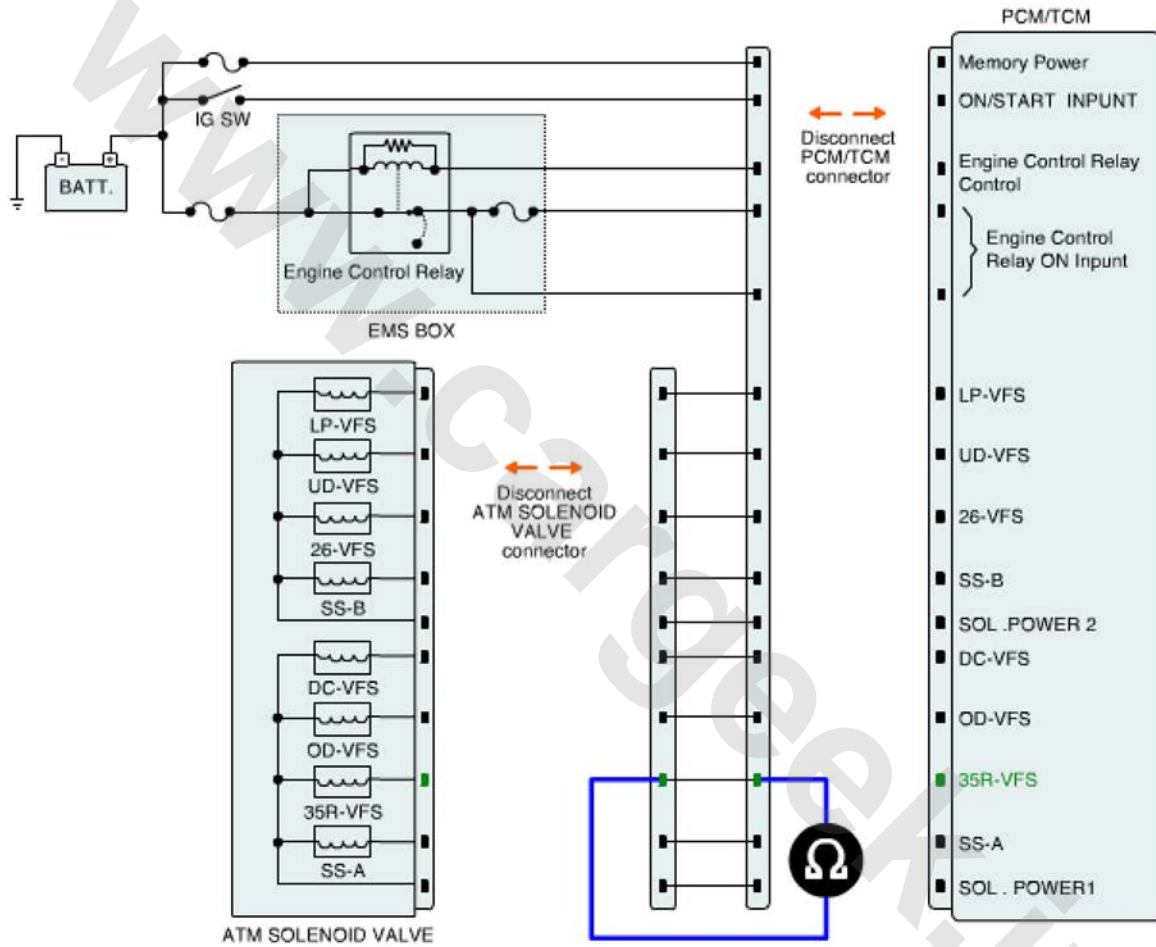 PCM/TCM
Memory Power
ON/START INPUNT
IG SW
Disconnect
PCM/TCM
connector
Engine Control Relay
Control
- +
BATT.
Engine Control
Relay ON Inpunt
Engine Control Relay
EMS BOX
LP-VFS
UD-VFS
26-VFS
SS-B
DC-VFS
OD-VFS
35R-VFS
SS-A
ATM SOLENOID VALVE
Disconnect
ATM SOLENOID
VALVE
connector
Ω
LP-VFS
UD-VFS
26-VFS
SS-B
SOL .POWER 2
DC-VFS
OD-VFS
35R-VFS
SS-A
SOL . POWER1